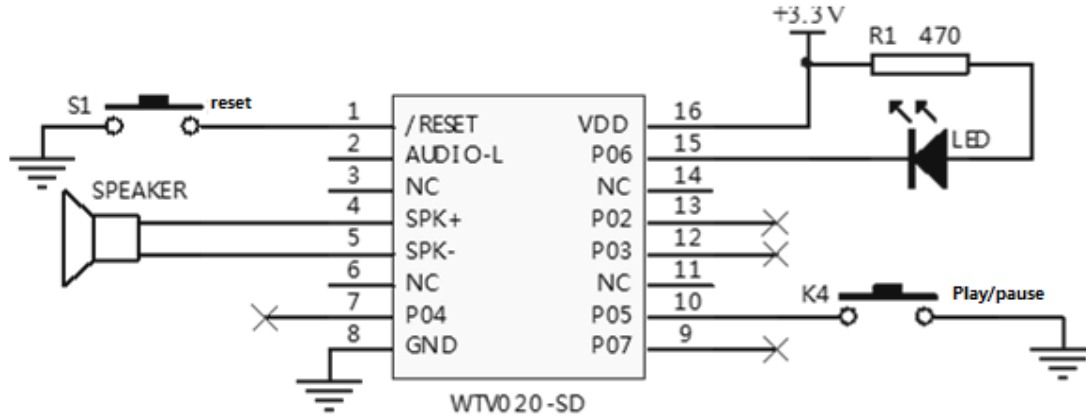 +3.3V
R1 470
S1 reset
1 /RESET VDD 16
2 AUDIO-L P06 15
LED
3 NC NC 14
SPEAKER
4 SPK+ P02 13
5 SPK- P03 12
6 NC NC 11
K4 Play/pause
7 P04 P05 10
8 GND P07 9
WTV020-SD